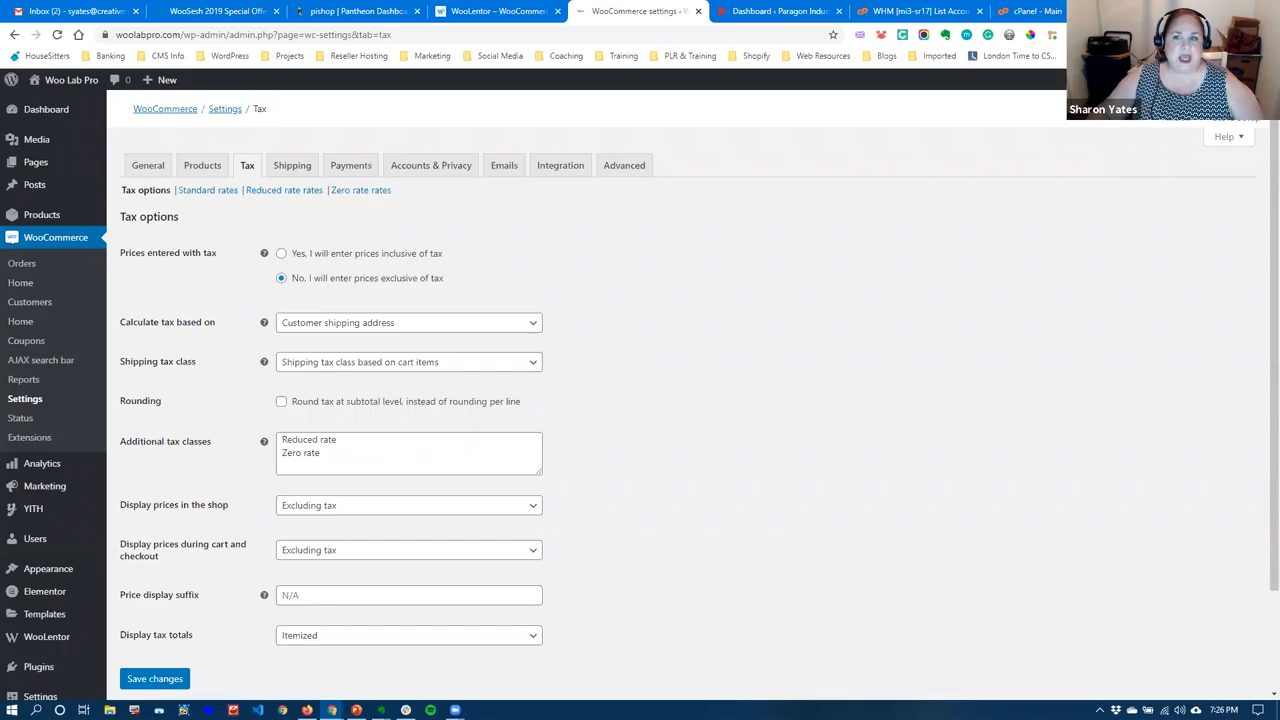 Inbox (2) - syates@creative
WooSesh 2019 Special Offe
pishop | Pantheon Dashboa
WooLentor – WooCommerc
WooCommerce settings ‹ W
Dashboard ‹ Paragon Indus
WHM [mi3-sr17] List Accou
cPanel - Main
woolabpro.com/wp-admin/admin.php?page=wc-settings&tab=tax
HouseSitters
Banking
CMS Info
WordPress
Projects
Reseller Hosting
Marketing
Social Media
Coaching
Training
PLR & Training
Shopify
Web Resources
Blogs
Imported
London Time to CS...
Woo Lab Pro
0
New
Sharon Yates
Dashboard
Media
Pages
Posts
Products
WooCommerce
Orders
Home
Customers
Home
Coupons
AJAX search bar
Reports
Settings
Status
Extensions
Analytics
Marketing
YITH
Users
Appearance
Elementor
Templates
WooLentor
Plugins
Settings
WooCommerce / Settings / Tax
Help
General
Products
Tax
Shipping
Payments
Accounts & Privacy
Emails
Integration
Advanced
Tax options | Standard rates | Reduced rate rates | Zero rate rates
Tax options
Prices entered with tax
Yes, I will enter prices inclusive of tax
No, I will enter prices exclusive of tax
Calculate tax based on
Customer shipping address
Shipping tax class
Shipping tax class based on cart items
Rounding
Round tax at subtotal level, instead of rounding per line
Additional tax classes
Reduced rate
Zero rate
Display prices in the shop
Excluding tax
Display prices during cart and
checkout
Excluding tax
Price display suffix
N/A
Display tax totals
Itemized
Save changes
7:26 PM